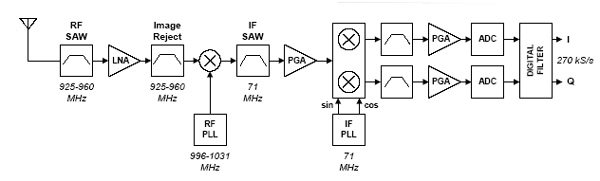 RF
SAW
925-960
MHz
LNA
Image
Reject
925-960
MHz
RF
PLL
996-1031
MHz
IF
SAW
71
MHz
PGA
sin
cos
IF
PLL
71
MHz
PGA
ADC
PGA
ADC
DIGITAL
FILTER
I
270 kS/s
Q